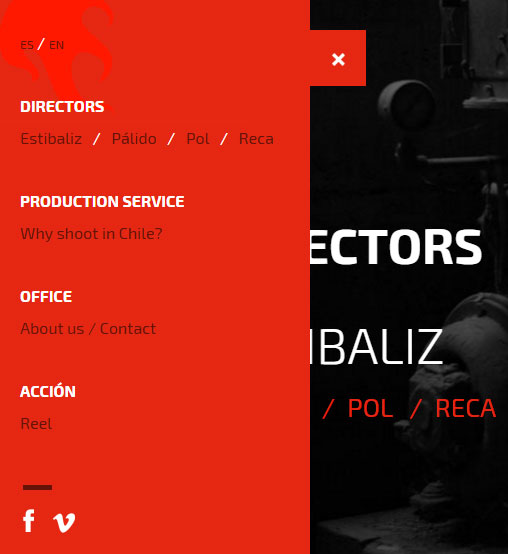 ES / EN
DIRECTORS
Estibaliz / Pálido / Pol / Reca
PRODUCTION SERVICE
Why shoot in Chile?
OFFICE
About us / Contact
ACCIÓN
Reel
ECTORS
IBALIZ
/ POL / RECA